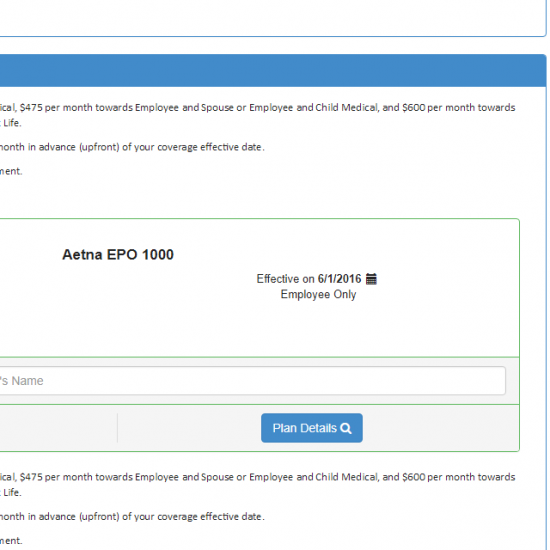 ical, $475 per month towards Employee and Spouse or Employee and Child Medical, and $600 per month towards
Life.
month in advance (upfront) of your coverage effective date.
ment.
Aetna EPO 1000
Effective on 6/1/2016
Employee Only
's Name
Plan Details
ical, $475 per month towards Employee and Spouse or Employee and Child Medical, and $600 per month towards
Life.
month in advance (upfront) of your coverage effective date.
ment.